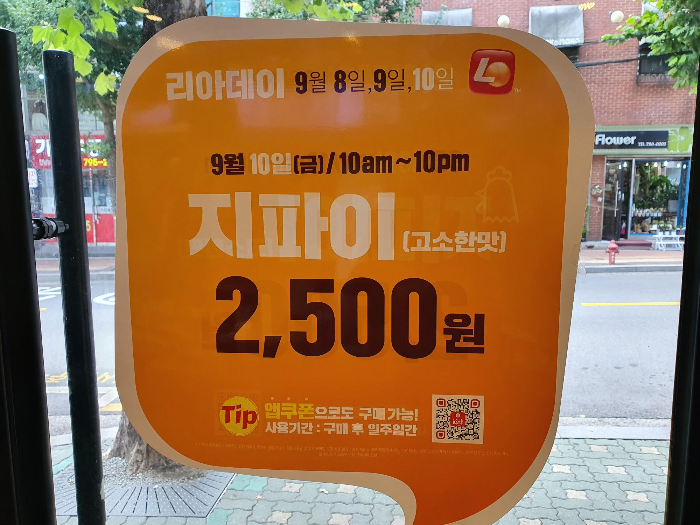 리아데이 9월 8일,9일,10일
9월 10일(금)/10am~10pm
지파이 (고소한맛)
2,500원
Tip 앱쿠폰으로도 구매가능!
사용기간 : 구매 후 일주일간
Flower